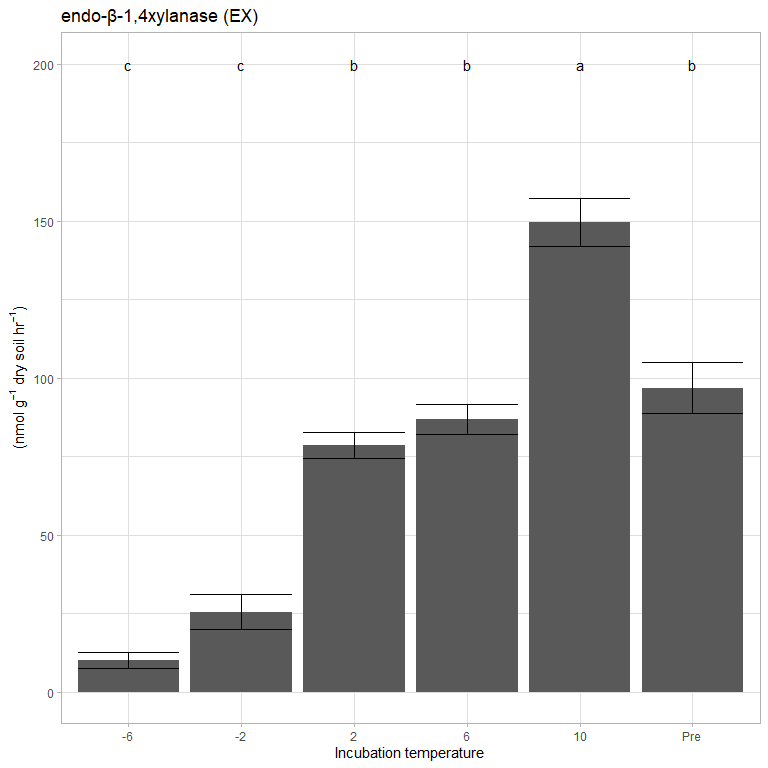 endo-β-1,4xylanase (EX)
200
c c b b a b
150
100
50
0
(nmol g⁻¹ dry soil hr⁻¹)
-6 -2 2 6 10 Pre
Incubation temperature